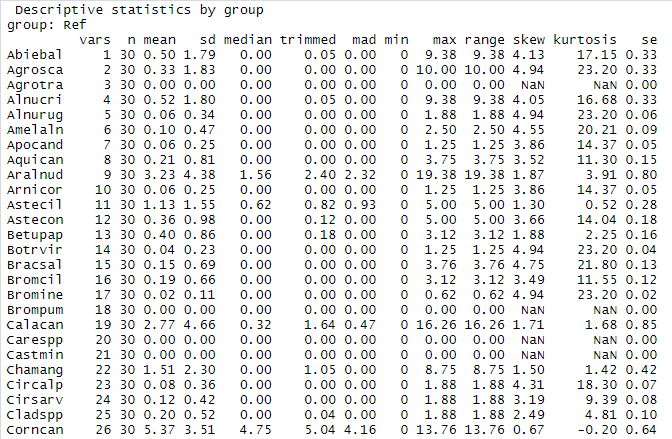 Descriptive statistics by group
group: Ref
vars n mean sd median trimmed mad min max range skew kurtosis se
Abiebal 1 30 0.50 1.79 0.00 0.05 0.00 0 9.38 9.38 4.13 17.15 0.33
Agrosca 2 30 0.33 1.83 0.00 0.00 0.00 0 10.00 10.00 4.94 23.20 0.33
Agrotra 3 30 0.00 0.00 0.00 0.00 0.00 0 0.00 0.00 NaN NaN 0.00
Alnucri 4 30 0.52 1.80 0.00 0.05 0.00 0 9.38 9.38 4.05 16.68 0.33
Alnurug 5 30 0.06 0.34 0.00 0.00 0.00 0 1.88 1.88 4.94 23.20 0.06
Amelaln 6 30 0.10 0.47 0.00 0.00 0.00 0 2.50 2.50 4.55 20.21 0.09
Apocand 7 30 0.06 0.25 0.00 0.00 0.00 0 1.25 1.25 3.86 14.37 0.05
Aquican 8 30 0.21 0.81 0.00 0.00 0.00 0 3.75 3.75 3.52 11.30 0.15
Aralnud 9 30 3.23 4.38 1.56 2.40 2.32 0 19.38 19.38 1.87 3.91 0.80
Arnicor 10 30 0.06 0.25 0.00 0.00 0.00 0 1.25 1.25 3.86 14.37 0.05
Astecil 11 30 1.13 1.55 0.62 0.82 0.93 0 5.00 5.00 1.30 0.52 0.28
Astecon 12 30 0.36 0.98 0.00 0.12 0.00 0 5.00 5.00 3.66 14.04 0.18
Betupap 13 30 0.40 0.86 0.00 0.18 0.00 0 3.12 3.12 1.88 2.25 0.16
Botrvir 14 30 0.04 0.23 0.00 0.00 0.00 0 1.25 1.25 4.94 23.20 0.04
Bracsal 15 30 0.15 0.69 0.00 0.00 0.00 0 3.76 3.76 4.75 21.80 0.13
Bromcil 16 30 0.19 0.66 0.00 0.00 0.00 0 3.12 3.12 3.49 11.55 0.12
Bromine 17 30 0.02 0.11 0.00 0.00 0.00 0 0.62 0.62 4.94 23.20 0.02
Brompum 18 30 0.00 0.00 0.00 0.00 0.00 0 0.00 0.00 NaN NaN 0.00
Calacan 19 30 2.77 4.66 0.32 1.64 0.47 0 16.26 16.26 1.71 1.68 0.85
Carespp 20 30 0.00 0.00 0.00 0.00 0.00 0 0.00 0.00 NaN NaN 0.00
Castmin 21 30 0.00 0.00 0.00 0.00 0.00 0 0.00 0.00 NaN NaN 0.00
Chamang 22 30 1.51 2.30 0.00 1.05 0.00 0 8.75 8.75 1.50 1.42 0.42
Circalp 23 30 0.08 0.36 0.00 0.00 0.00 0 1.88 1.88 4.31 18.30 0.07
Cirsarv 24 30 0.12 0.42 0.00 0.00 0.00 0 1.88 1.88 3.19 9.39 0.08
Cladspp 25 30 0.20 0.52 0.00 0.04 0.00 0 1.88 1.88 2.49 4.81 0.10
Corncan 26 30 5.37 3.51 4.75 5.04 4.16 0 13.76 13.76 0.67 -0.20 0.64